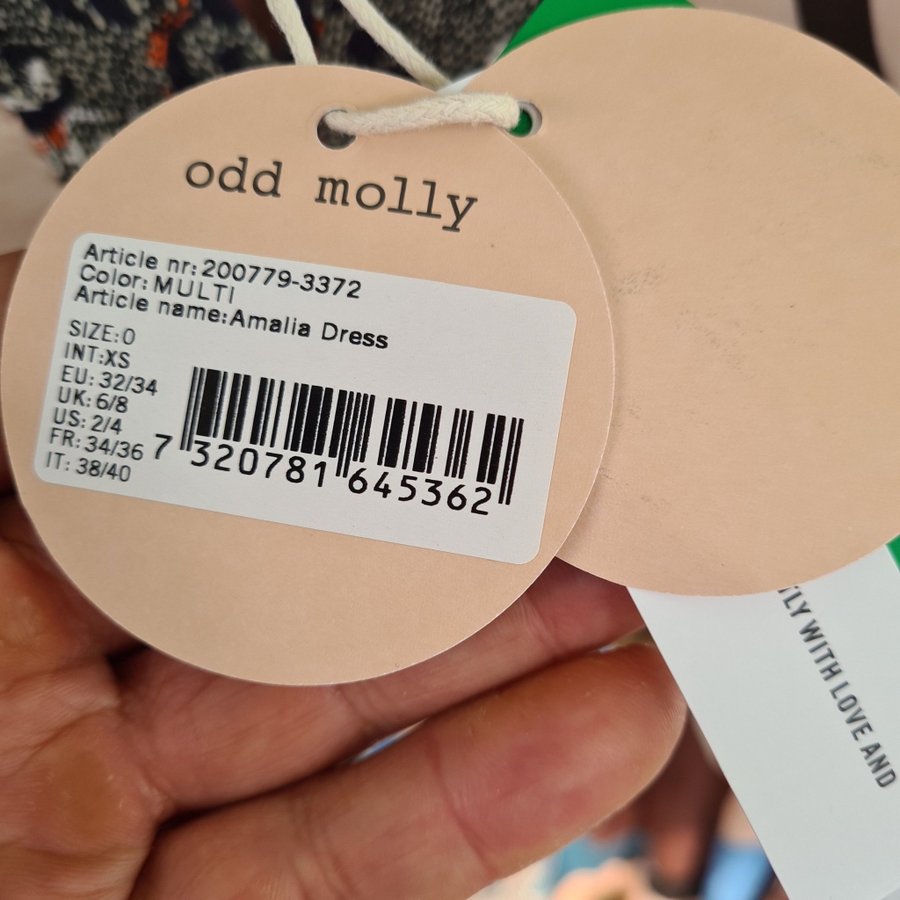 odd molly
Article nr: 200779-3372
Color: MULTI
Article name: Amalia Dress
SIZE: 0
INT: XS
EU: 32/34
UK: 6/8
US: 2/4
FR: 34/36
IT: 38/40
7 320781 645362
WITH LOVE AND